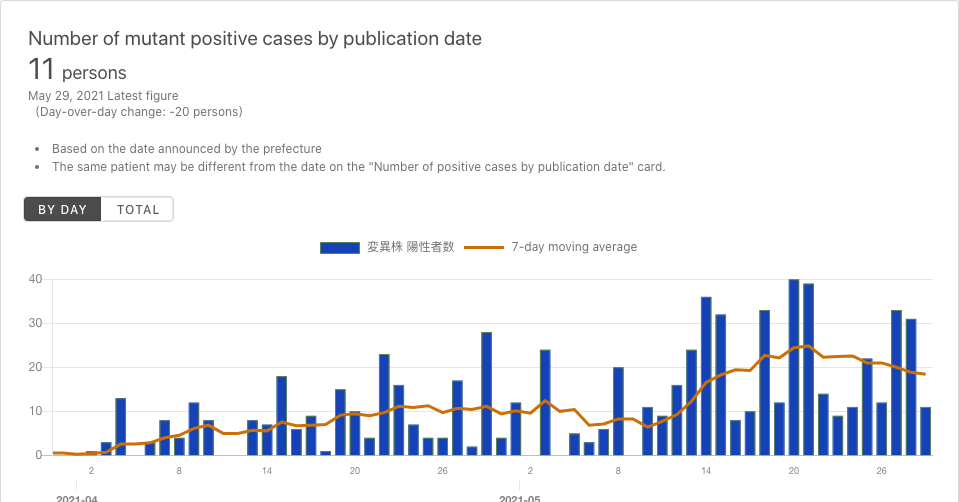 Number of mutant positive cases by publication date
11 persons
May 29, 2021 Latest figure
(Day-over-day change: -20 persons)
• Based on the date announced by the prefecture
• The same patient may be different from the date on the "Number of positive cases by publication date" card.
BY DAY TOTAL
変異株 陽性者数 7-day moving average
40
30
20
10
0
2 8 14 20 26 2 8 14 20 26
2021-04 2021-05